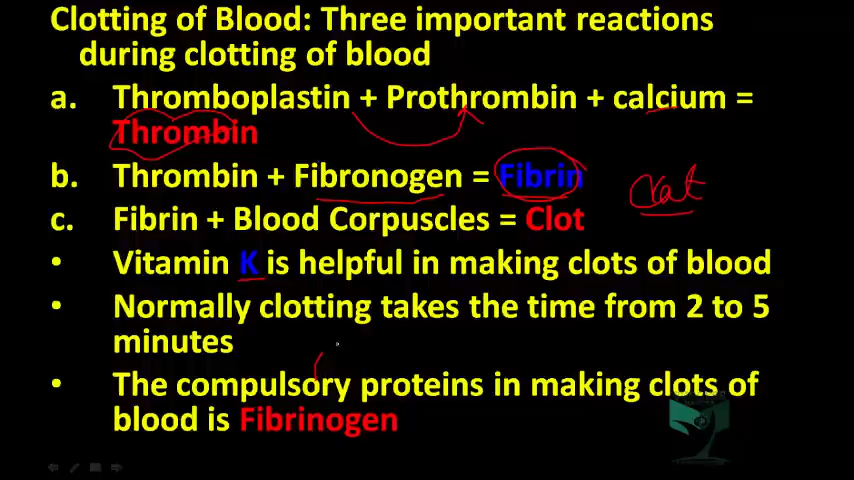 Clotting of Blood: Three important reactions
during clotting of blood
a. Thromboplastin + Prothrombin + calcium =
Thrombin
b. Thrombin + Fibronogen = Fibrin
c. Fibrin + Blood Corpuscles = Clot
• Vitamin K is helpful in making clots of blood
• Normally clotting takes the time from 2 to 5
minutes
• The compulsory proteins in making clots of
blood is Fibrinogen